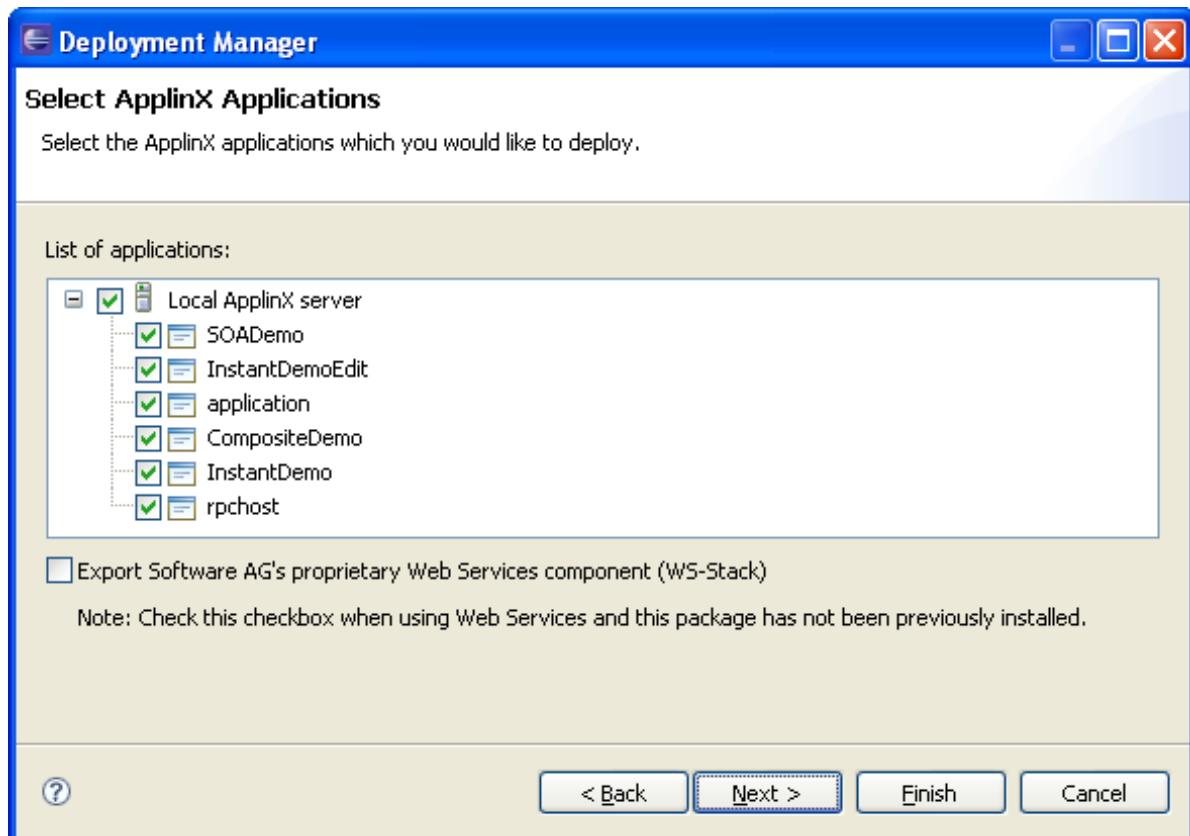 Deployment Manager
Select ApplinX Applications
Select the ApplinX applications which you would like to deploy.
List of applications:
Local ApplinX server
SOADemo
InstantDemoEdit
application
CompositeDemo
InstantDemo
rpchost
Export Software AG's proprietary Web Services component (WS-Stack)
Note: Check this checkbox when using Web Services and this package has not been previously installed.
? < Back Next > Finish Cancel